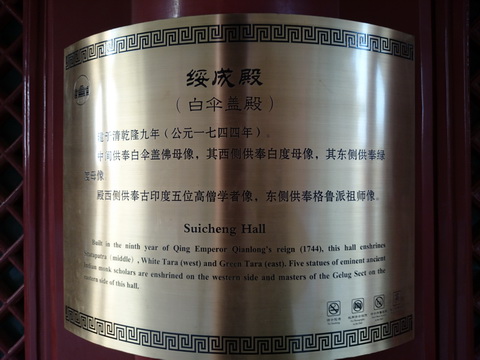 绥成殿
（白伞盖殿）
于清乾隆九年（公元一七四四年）。
中间供奉白伞盖佛母像，其西侧供奉白度母像，其东侧供奉绿
度母像
殿西侧供奉古印度五位高僧学者像，东侧供奉格鲁派祖师像。
Suicheng Hall
Built in the ninth year of Qing Emperor Qianlong's reign (1744), this hall enshrines
(middle), White Tara (west) and Green Tara (east). Five statues of eminent ancient
Indian monk scholars are enshrined on the western side and masters of the Gelug Sect on the
eastern side of this hall.